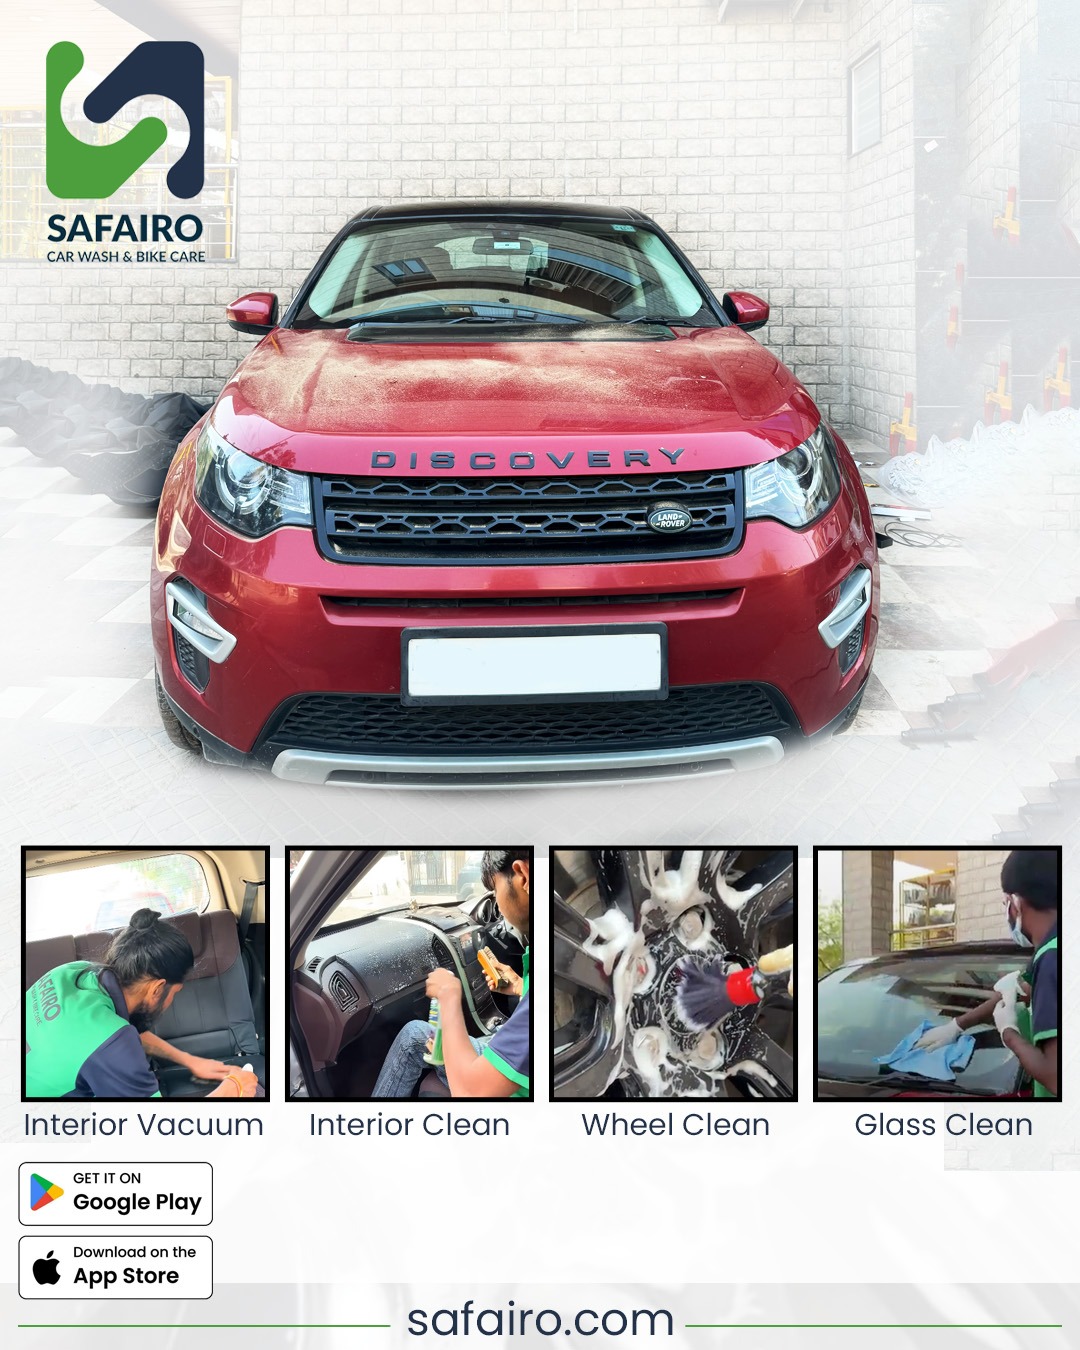 SAFAIRO
CAR WASH & BIKE CARE
DISCOVERY
LAND-
-ROVER
SAFAIRO
Interior Vacuum
Interior Clean
Wheel Clean
Glass Clean
GET IT ON
Google Play
Download on the
App Store
safairo.com